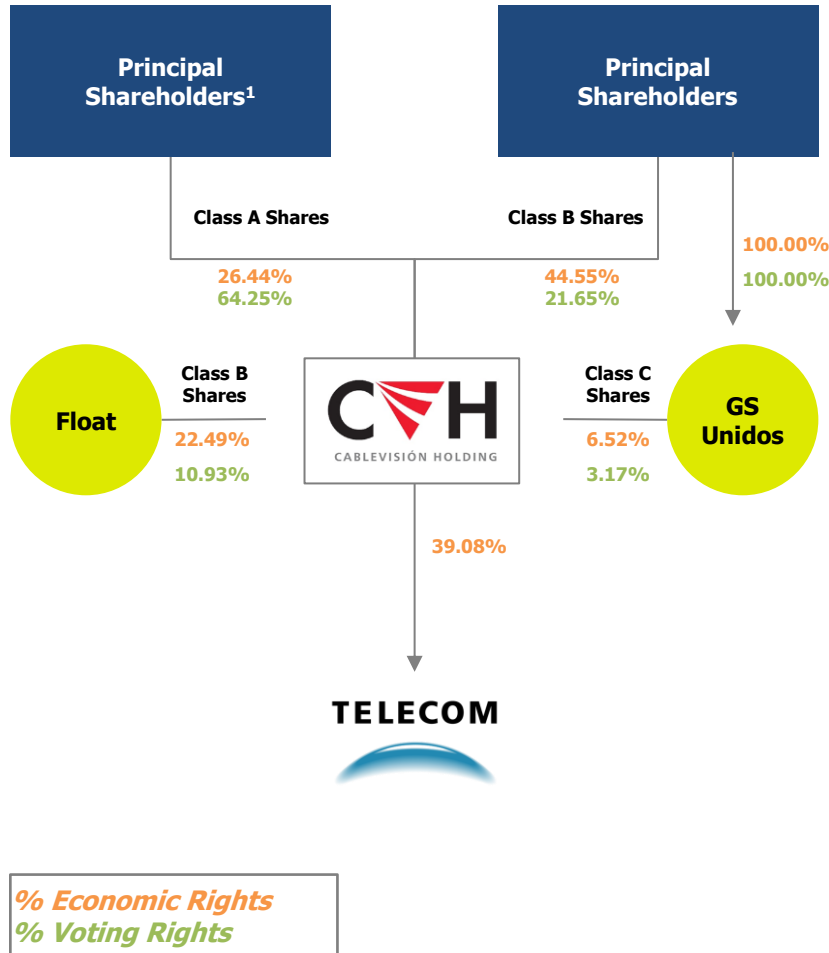 Principal
Shareholders¹
Principal
Shareholders
Class A Shares
Class B Shares
26.44%
64.25%
44.55%
21.65%
100.00%
100.00%
Float
Class B
Shares
22.49%
10.93%
CVH
CABLEVISIÓN HOLDING
Class C
Shares
6.52%
3.17%
GS
Unidos
39.08%
TELECOM
% Economic Rights
% Voting Rights